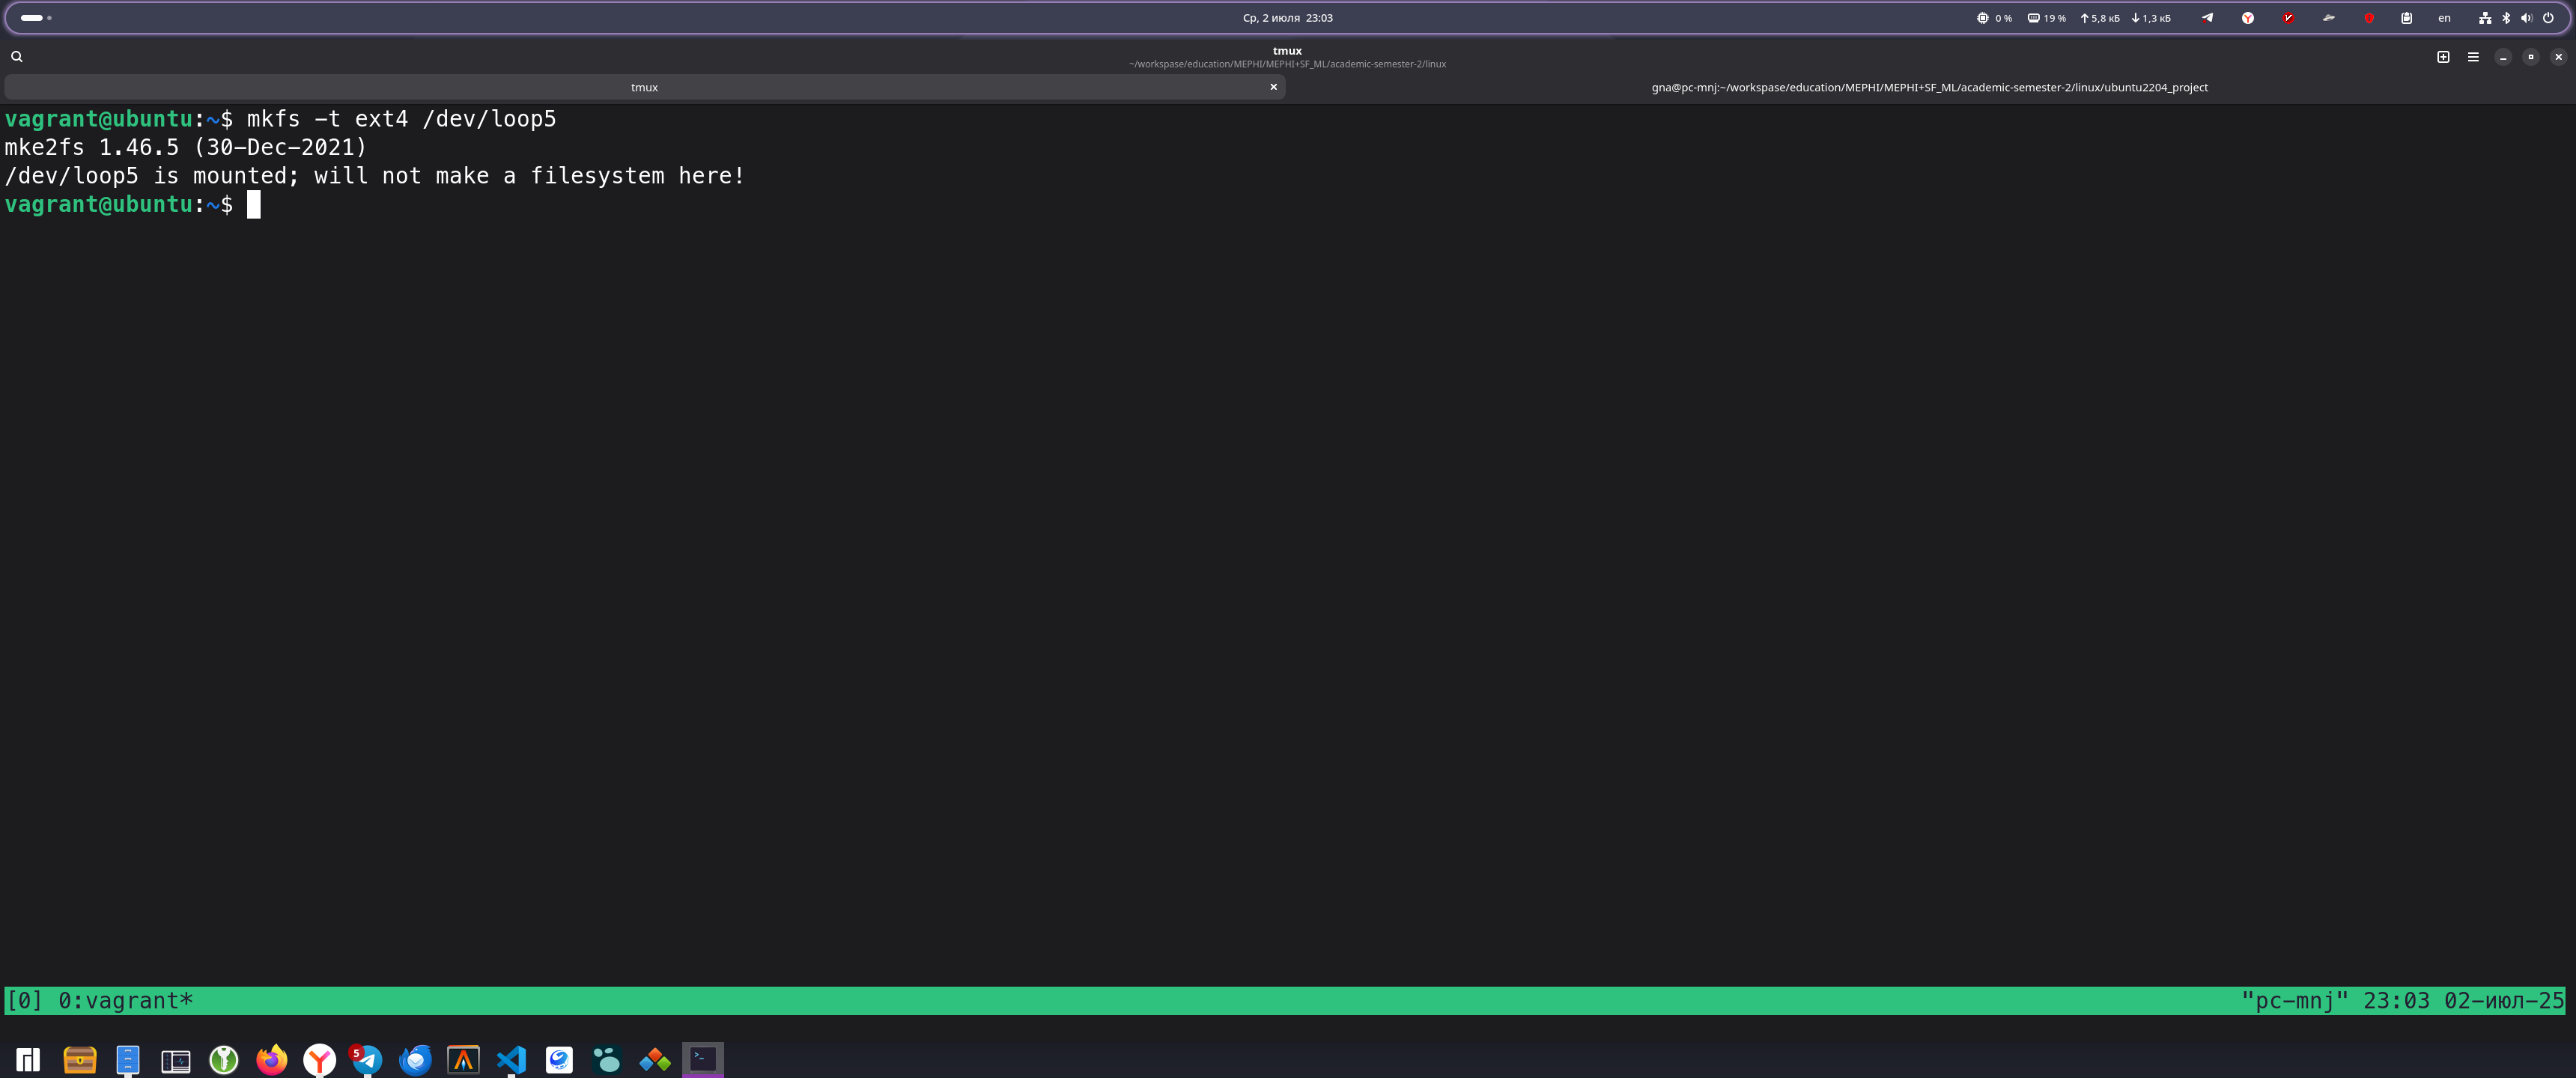 Ср, 2 июля 23:03
0 %
19 %
5,8 кБ
1,3 кБ
en
tmux
~/workspase/education/MEPHI/MEPHI+SF_ML/academic-semester-2/linux
tmux
gna@pc-mnj:~/workspase/education/MEPHI/MEPHI+SF_ML/academic-semester-2/linux/ubuntu2204_project
vagrant@ubuntu:~$ mkfs -t ext4 /dev/loop5
mke2fs 1.46.5 (30-Dec-2021)
/dev/loop5 is mounted; will not make a filesystem here!
vagrant@ubuntu:~$
[0] 0:vagrant*
"pc-mnj" 23:03 02-июл-25
5